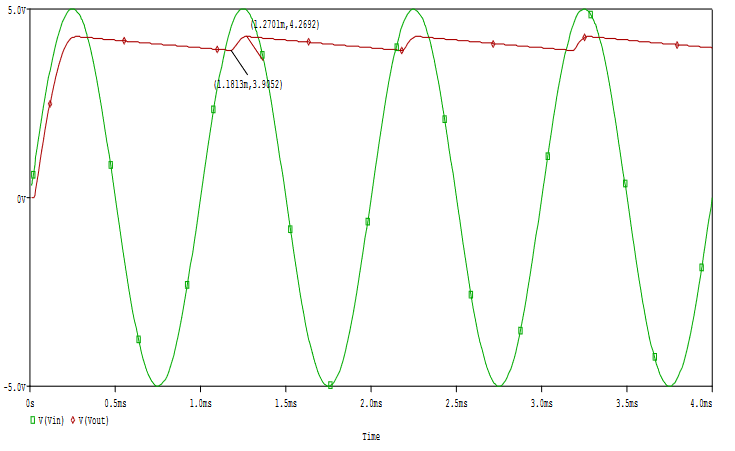 5.0V
(1.2701m,4.2692)
(1.1813m,3.9052)
0V
-5.0V
0s 0.5ms 1.0ms 1.5ms 2.0ms 2.5ms 3.0ms 3.5ms 4.0ms
V(Vin) V(Vout)
Time